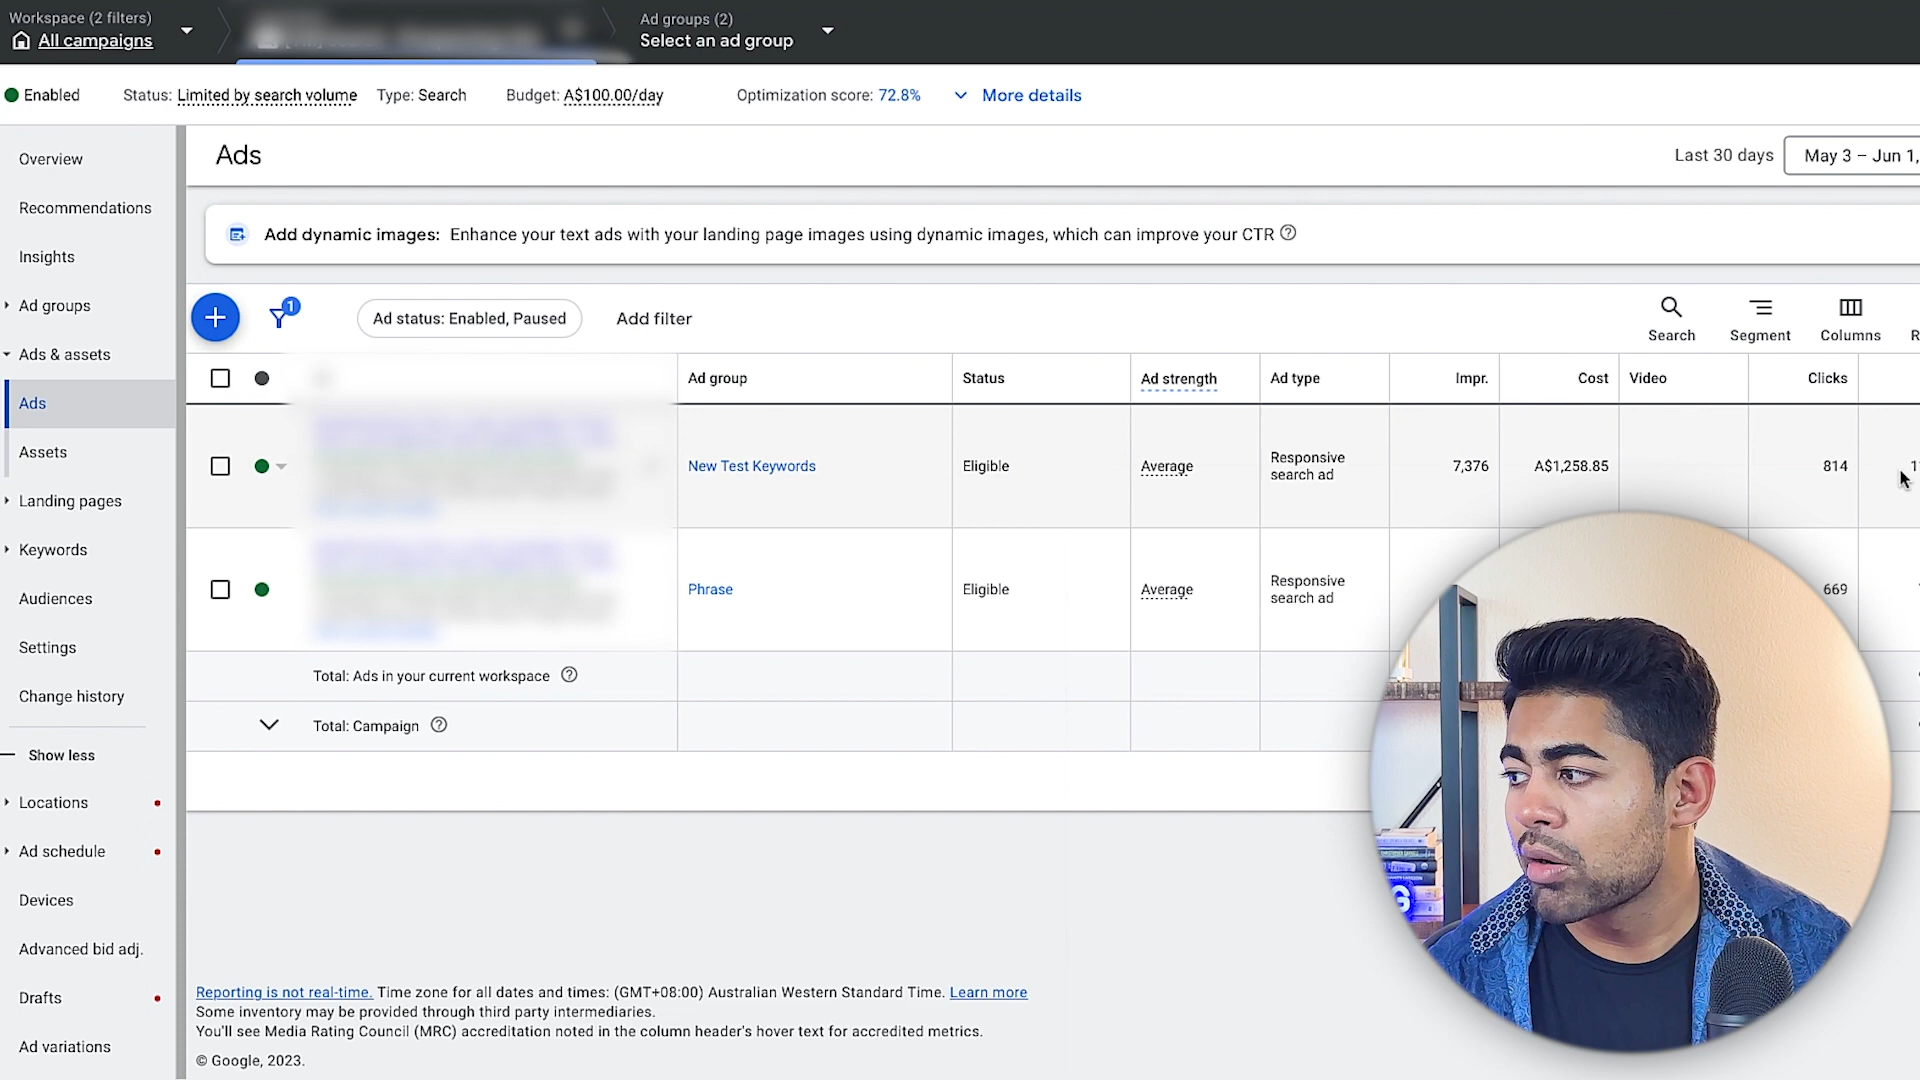 Workspace (2 filters)
All campaigns
Ad groups (2)
Select an ad group
Enabled
Status: Limited by search volume
Type: Search
Budget: A$100.00/day
Optimization score: 72.8%
More details
Overview
Recommendations
Insights
Ad groups
Ads & assets
Ads
Assets
Landing pages
Keywords
Audiences
Settings
Change history
Show less
Locations
Ad schedule
Devices
Advanced bid adj.
Drafts
Ad variations
Ads
Last 30 days
May 3 – Jun 1,
Add dynamic images: Enhance your text ads with your landing page images using dynamic images, which can improve your CTR
1
Ad status: Enabled, Paused
Add filter
Search
Segment
Columns
Ad group
Status
Ad strength
Ad type
Impr.
Cost
Video
Clicks
New Test Keywords
Eligible
Average
Responsive
search ad
7,376
A$1,258.85
814
Phrase
Eligible
Average
Responsive
search ad
669
Total: Ads in your current workspace
Total: Campaign
Reporting is not real-time. Time zone for all dates and times: (GMT+08:00) Australian Western Standard Time. Learn more
Some inventory may be provided through third party intermediaries.
You'll see Media Rating Council (MRC) accreditation noted in the column header's hover text for accredited metrics.
© Google, 2023.